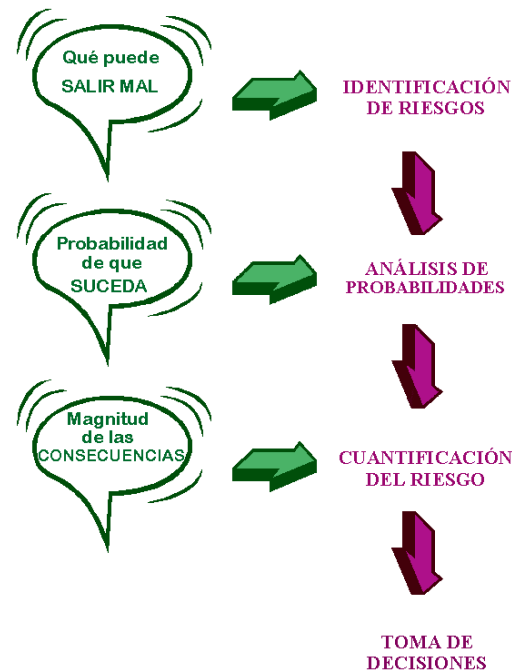 Qué puede
SALIR MAL
IDENTIFICACIÓN
DE RIESGOS
Probabilidad
de que
SUCEDA
ANÁLISIS DE
PROBABILIDADES
Magnitud
de las
CONSECUENCIAS
CUANTIFICACIÓN
DEL RIESGO
TOMA DE
DECISIONES